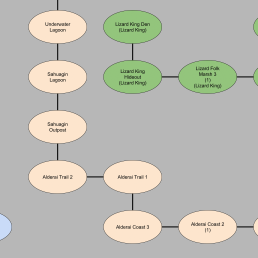 Underwater
Lagoon
Lizard King Den
(Lizard King)
Sahuagin
Lagoon
Lizard King
Hideout
(Lizard King)
Lizard Folk
Marsh 3
(1)
(Lizard King)
Sahuagin
Outpost
Alderai Trail 2
Alderai Trail 1
Alderai Coast 3
Alderai Coast 2
(1)